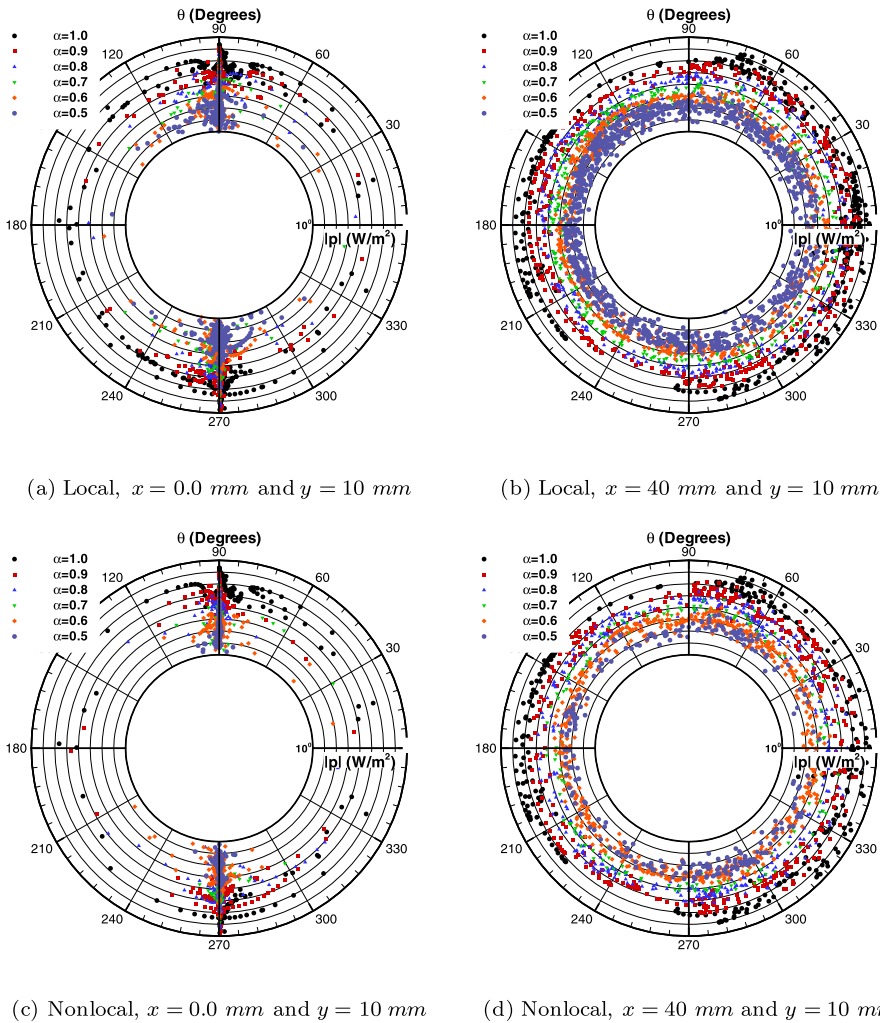 θ (Degrees)
90
α=1.0
α=0.9
α=0.8
α=0.7
α=0.6
α=0.5
120
60
30
180
10⁰
|p| (W/m²)
210
330
240
300
270
(a) Local, x = 0.0 mm and y = 10 mm
θ (Degrees)
90
α=1.0
α=0.9
α=0.8
α=0.7
α=0.6
α=0.5
120
60
30
180
10⁰
|p| (W/m²)
210
330
240
300
270
(b) Local, x = 40 mm and y = 10 mm
θ (Degrees)
90
α=1.0
α=0.9
α=0.8
α=0.7
α=0.6
α=0.5
120
60
30
180
10⁰
|p| (W/m²)
210
330
240
300
270
(c) Nonlocal, x = 0.0 mm and y = 10 mm
θ (Degrees)
90
α=1.0
α=0.9
α=0.8
α=0.7
α=0.6
α=0.5
120
60
30
180
10⁰
|p| (W/m²)
210
330
240
300
270
(d) Nonlocal, x = 40 mm and y = 10